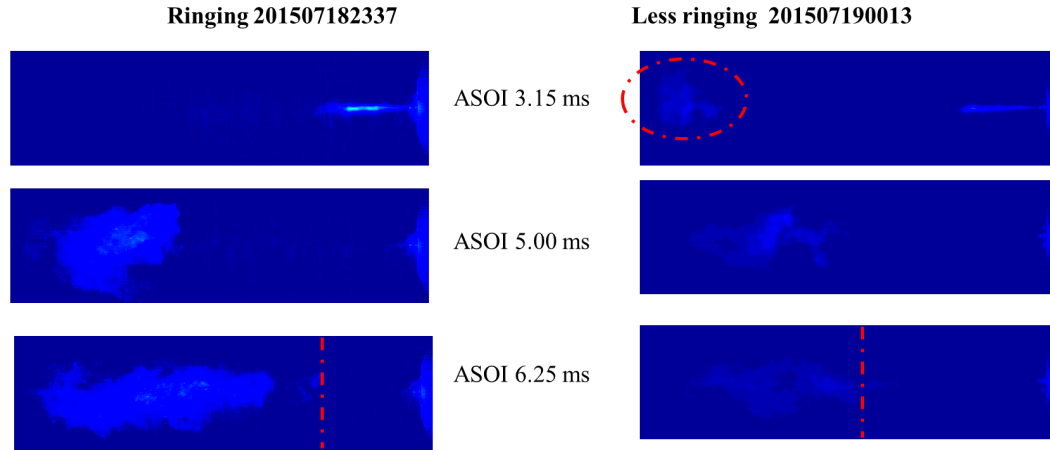 Ringing 201507182337
Less ringing 201507190013
ASOI 3.15 ms
ASOI 5.00 ms
ASOI 6.25 ms